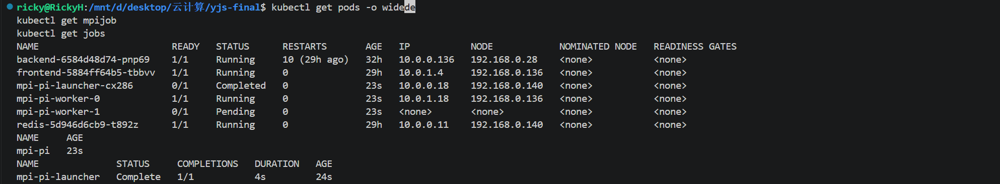 ricky@RickyH:/mnt/d/desktop/云计算/yjs-final$ kubectl get pods -o widede
kubectl get mpijob
kubectl get jobs
NAME READY STATUS RESTARTS AGE IP NODE NOMINATED NODE READINESS GATES
backend-6584d48d74-pnp69 1/1 Running 10 (29h ago) 32h 10.0.0.136 192.168.0.28 <none> <none>
frontend-5884ff64b5-tbbvv 1/1 Running 0 29h 10.0.1.4 192.168.0.136 <none> <none>
mpi-pi-launcher-cx286 0/1 Completed 0 23s 10.0.0.18 192.168.0.140 <none> <none>
mpi-pi-worker-0 1/1 Running 0 23s 10.0.1.18 192.168.0.136 <none> <none>
mpi-pi-worker-1 0/1 Pending 0 23s <none> <none> <none> <none>
redis-5d946d6cb9-t892z 1/1 Running 0 29h 10.0.0.11 192.168.0.140 <none> <none>
NAME AGE
mpi-pi 23s
NAME STATUS COMPLETIONS DURATION AGE
mpi-pi-launcher Complete 1/1 4s 24s